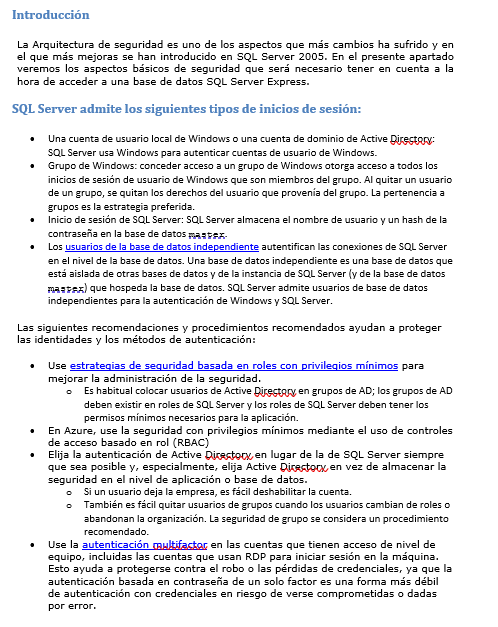 Introducción
La Arquitectura de seguridad es uno de los aspectos que más cambios ha sufrido y en
el que más mejoras se han introducido en SQL Server 2005. En el presente apartado
veremos los aspectos básicos de seguridad que será necesario tener en cuenta a la
hora de acceder a una base de datos SQL Server Express.
SQL Server admite los siguientes tipos de inicios de sesión:
• Una cuenta de usuario local de Windows o una cuenta de dominio de Active Directory:
SQL Server usa Windows para autenticar cuentas de usuario de Windows.
• Grupo de Windows: conceder acceso a un grupo de Windows otorga acceso a todos los
inicios de sesión de usuario de Windows que son miembros del grupo. Al quitar un usuario
de un grupo, se quitan los derechos del usuario que provenía del grupo. La pertenencia a
grupos es la estrategia preferida.
• Inicio de sesión de SQL Server: SQL Server almacena el nombre de usuario y un hash de la
contraseña en la base de datos master.
• Los usuarios de la base de datos independiente autentifican las conexiones de SQL Server
en el nivel de la base de datos. Una base de datos independiente es una base de datos que
está aislada de otras bases de datos y de la instancia de SQL Server (y de la base de datos
master) que hospeda la base de datos. SQL Server admite usuarios de base de datos
independientes para la autenticación de Windows y SQL Server.
Las siguientes recomendaciones y procedimientos recomendados ayudan a proteger
las identidades y los métodos de autenticación:
• Use estrategias de seguridad basada en roles con privilegios mínimos para
mejorar la administración de la seguridad.
o Es habitual colocar usuarios de Active Directory en grupos de AD; los grupos de AD
deben existir en roles de SQL Server y los roles de SQL Server deben tener los
permisos mínimos necesarios para la aplicación.
• En Azure, use la seguridad con privilegios mínimos mediante el uso de controles
de acceso basado en rol (RBAC)
• Elija la autenticación de Active Directory en lugar de la de SQL Server siempre
que sea posible y, especialmente, elija Active Directory en vez de almacenar la
seguridad en el nivel de aplicación o base de datos.
o Si un usuario deja la empresa, es fácil deshabilitar la cuenta.
o También es fácil quitar usuarios de grupos cuando los usuarios cambian de roles o
abandonan la organización. La seguridad de grupo se considera un procedimiento
recomendado.
• Use la autenticación multifactor en las cuentas que tienen acceso de nivel de
equipo, incluidas las cuentas que usan RDP para iniciar sesión en la máquina.
Esto ayuda a protegerse contra el robo o las pérdidas de credenciales, ya que la
autenticación basada en contraseña de un solo factor es una forma más débil
de autenticación con credenciales en riesgo de verse comprometidas o dadas
por error.